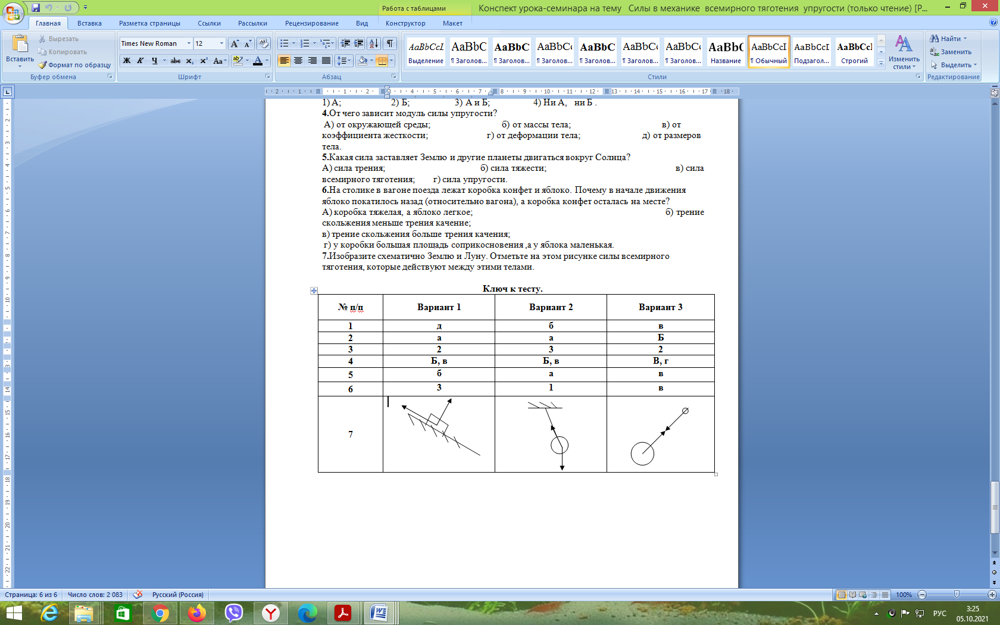 Работа с таблицами
Конспект урока-семинара на тему Силы в механике всемирного тяготения упругости (только чтение) [Р...
Главная Вставка Разметка страницы Ссылки Рассылки Рецензирование Вид Конструктор Макет
Вставить
Вырезать
Копировать
Формат по образцу
Буфер обмена
Times New Roman 12
Ж К Ч abc x₂ x² Aa
Шрифт
Абзац
AaBbCcI AaBbC AaBbC AaBbCc AaBbC AaBbCc AaBbCc АаВbС AaBbCcI AaBbCcI AaBbCcI
Выделение ¶ Заголов... ¶ Заголов... ¶ Заголов... ¶ Заголов... ¶ Заголов... ¶ Заголов... Название ¶ Обычный Подзагол... Строгий
Стили
Изменить стили
Найти
Заменить
Выделить
Редактирование
1) А; 2) Б; 3) А и Б; 4) Ни А, ни Б .
4.От чего зависит модуль силы упругости?
А) от окружающей среды; б) от массы тела; в) от
коэффициента жесткости; г) от деформации тела; д) от размеров
тела.
5.Какая сила заставляет Землю и другие планеты двигаться вокруг Солнца?
А) сила трения; б) сила тяжести; в) сила
всемирного тяготения; г) сила упругости.
6.На столике в вагоне поезда лежат коробка конфет и яблоко. Почему в начале движения
яблоко покатилось назад (относительно вагона), а коробка конфет осталась на месте?
А) коробка тяжелая, а яблоко легкое; б) трение
скольжения меньше трения качение;
в) трение скольжения больше трения качения;
г) у коробки большая площадь соприкосновения ,а у яблока маленькая.
7.Изобразите схематично Землю и Луну. Отметьте на этом рисунке силы всемирного
тяготения, которые действуют между этими телами.
Ключ к тесту.
№ п/п Вариант 1 Вариант 2 Вариант 3
1 д б в
2 а а Б
3 2 3 2
4 Б, в Б, в В, г
5 б а в
6 3 1 в
7
Страница: 6 из 6 Число слов: 2 083 Русский (Россия) 100%
РУС
3:25
05.10.2021